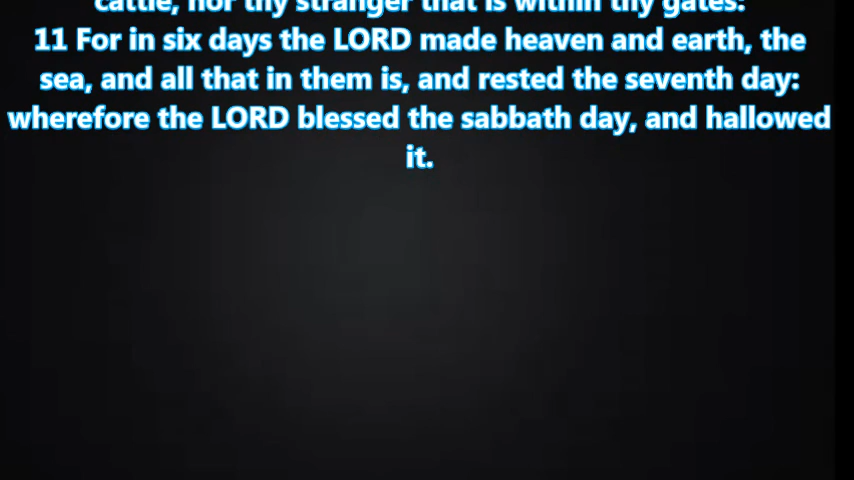 cattle, nor thy stranger that is within thy gates:
11 For in six days the LORD made heaven and earth, the
sea, and all that in them is, and rested the seventh day:
wherefore the LORD blessed the sabbath day, and hallowed
it.